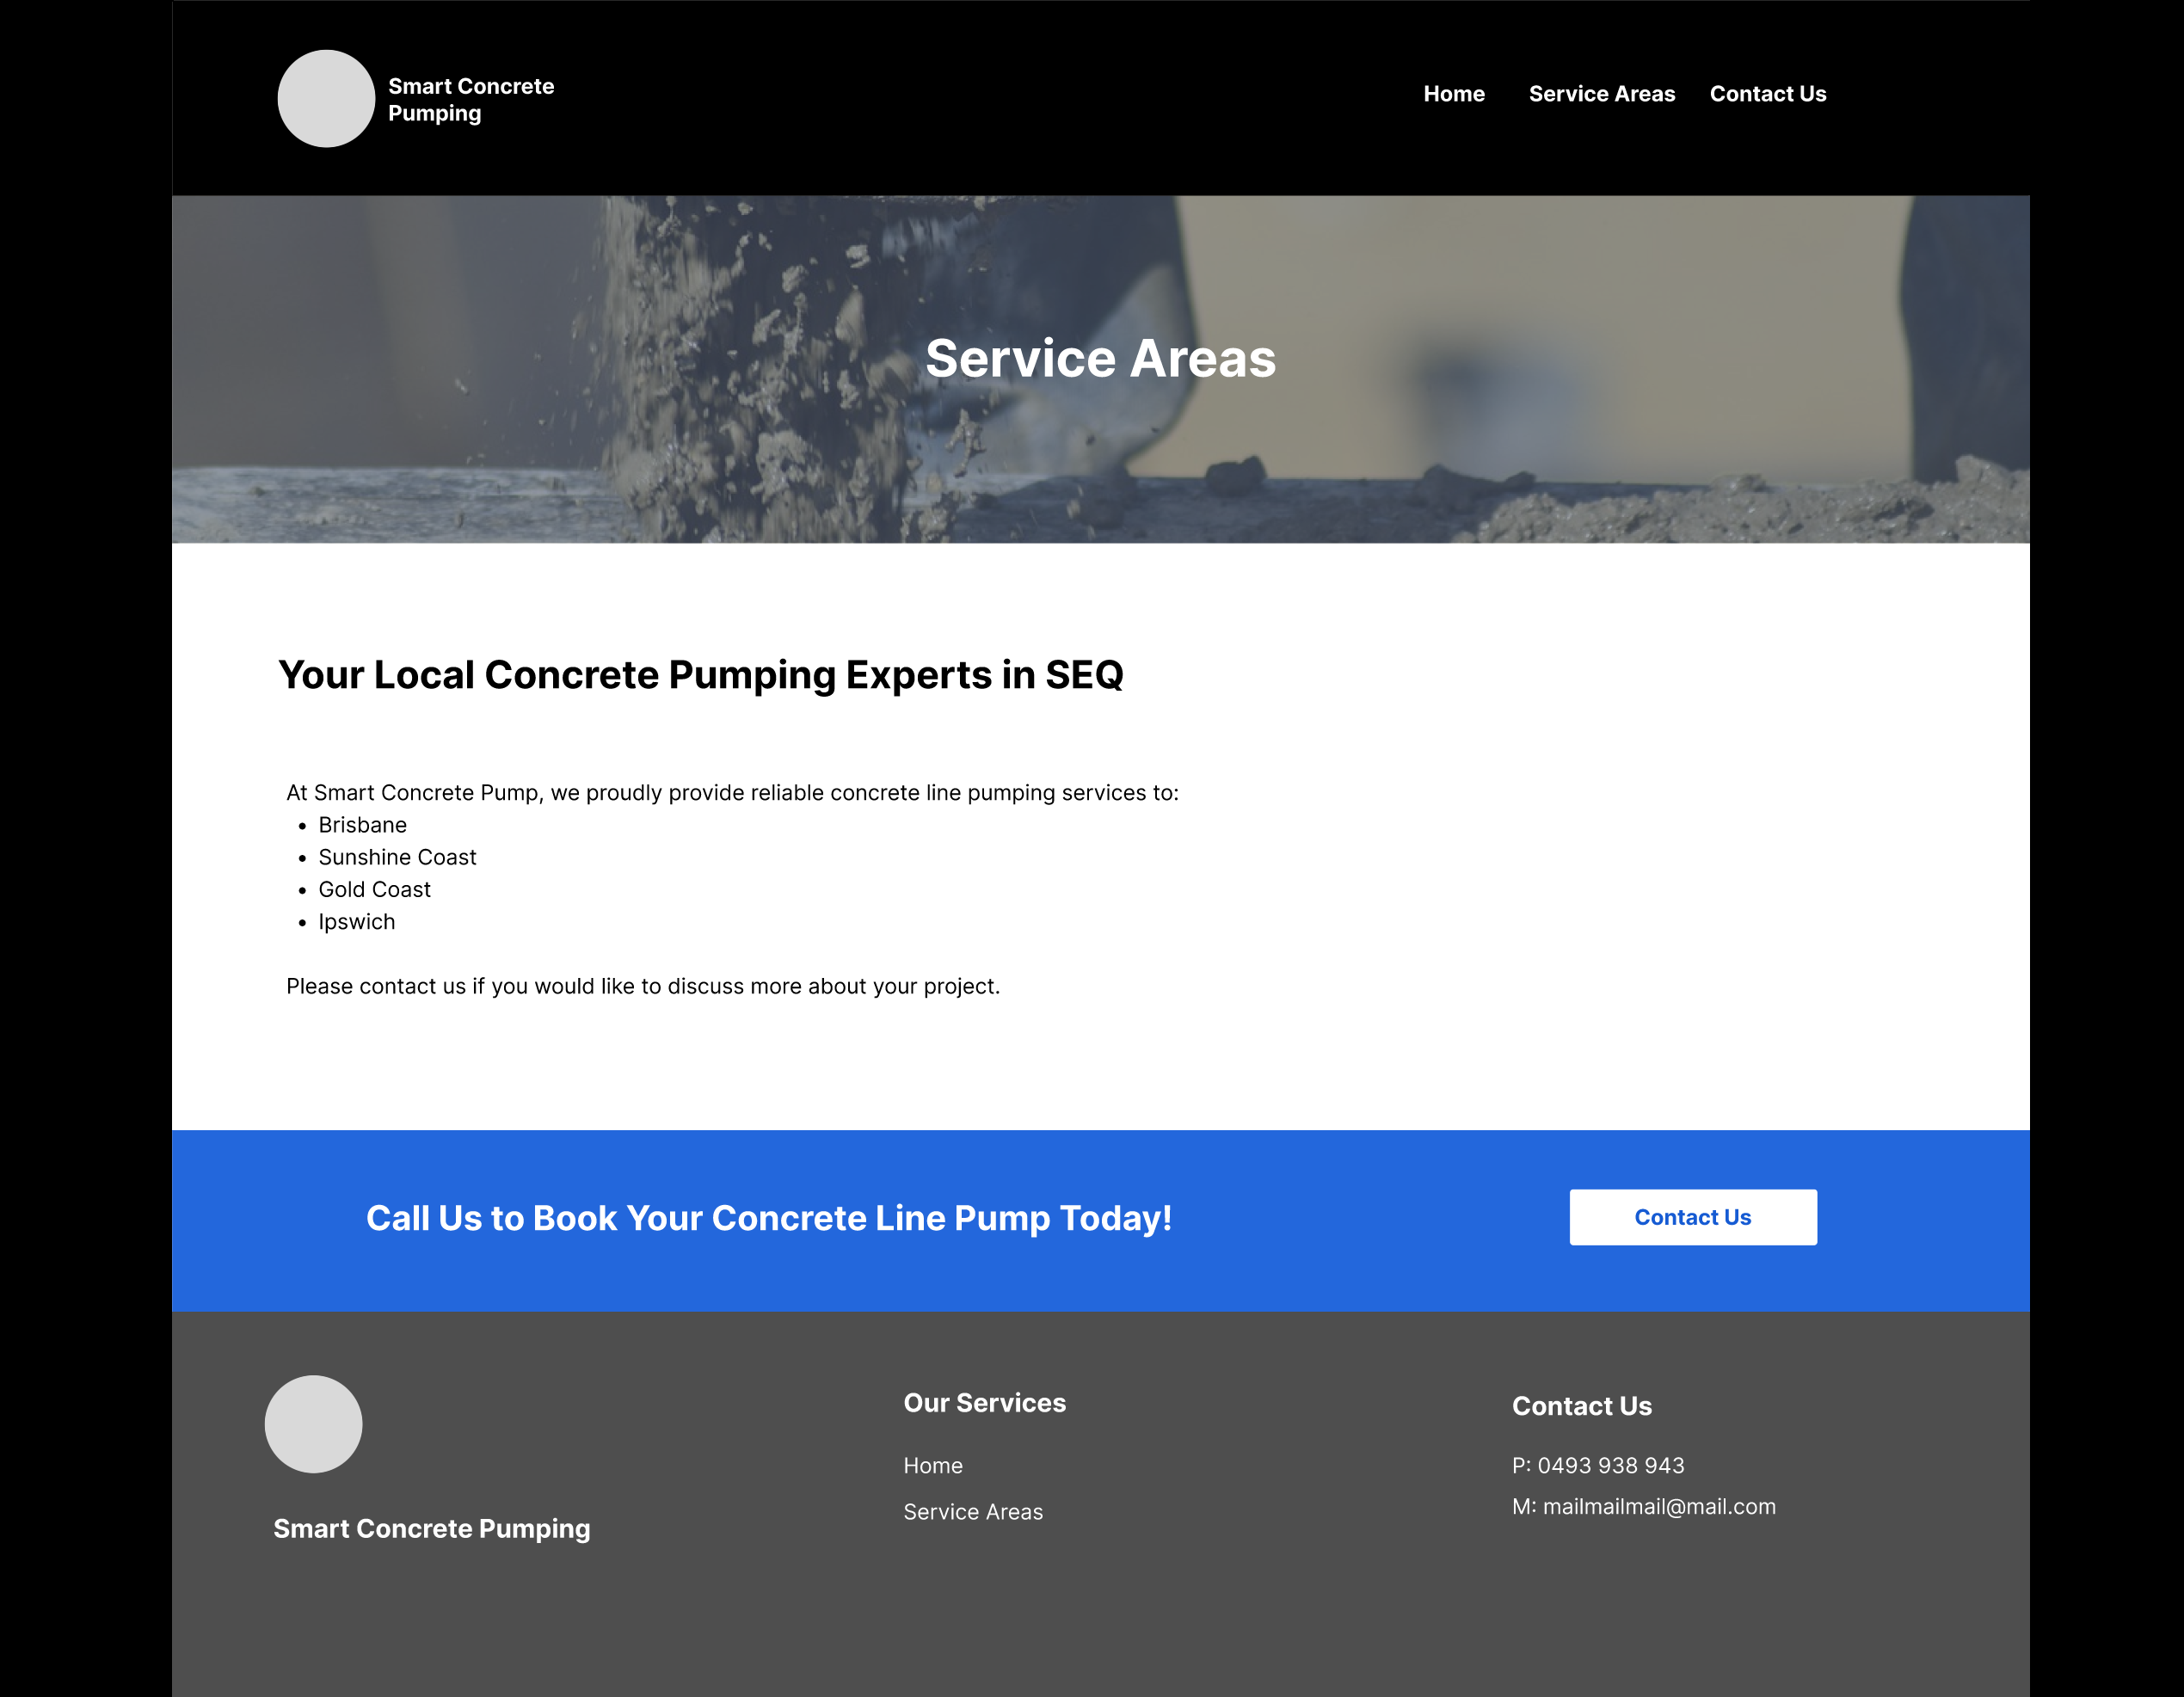 Smart Concrete
Pumping
Home
Service Areas
Contact Us
Service Areas
Your Local Concrete Pumping Experts in SEQ
At Smart Concrete Pump, we proudly provide reliable concrete line pumping services to:
• Brisbane
• Sunshine Coast
• Gold Coast
• Ipswich
Please contact us if you would like to discuss more about your project.
Call Us to Book Your Concrete Line Pump Today!
Contact Us
Smart Concrete Pumping
Our Services
Home
Service Areas
Contact Us
P: 0493 938 943
M: mailmailmail@mail.com